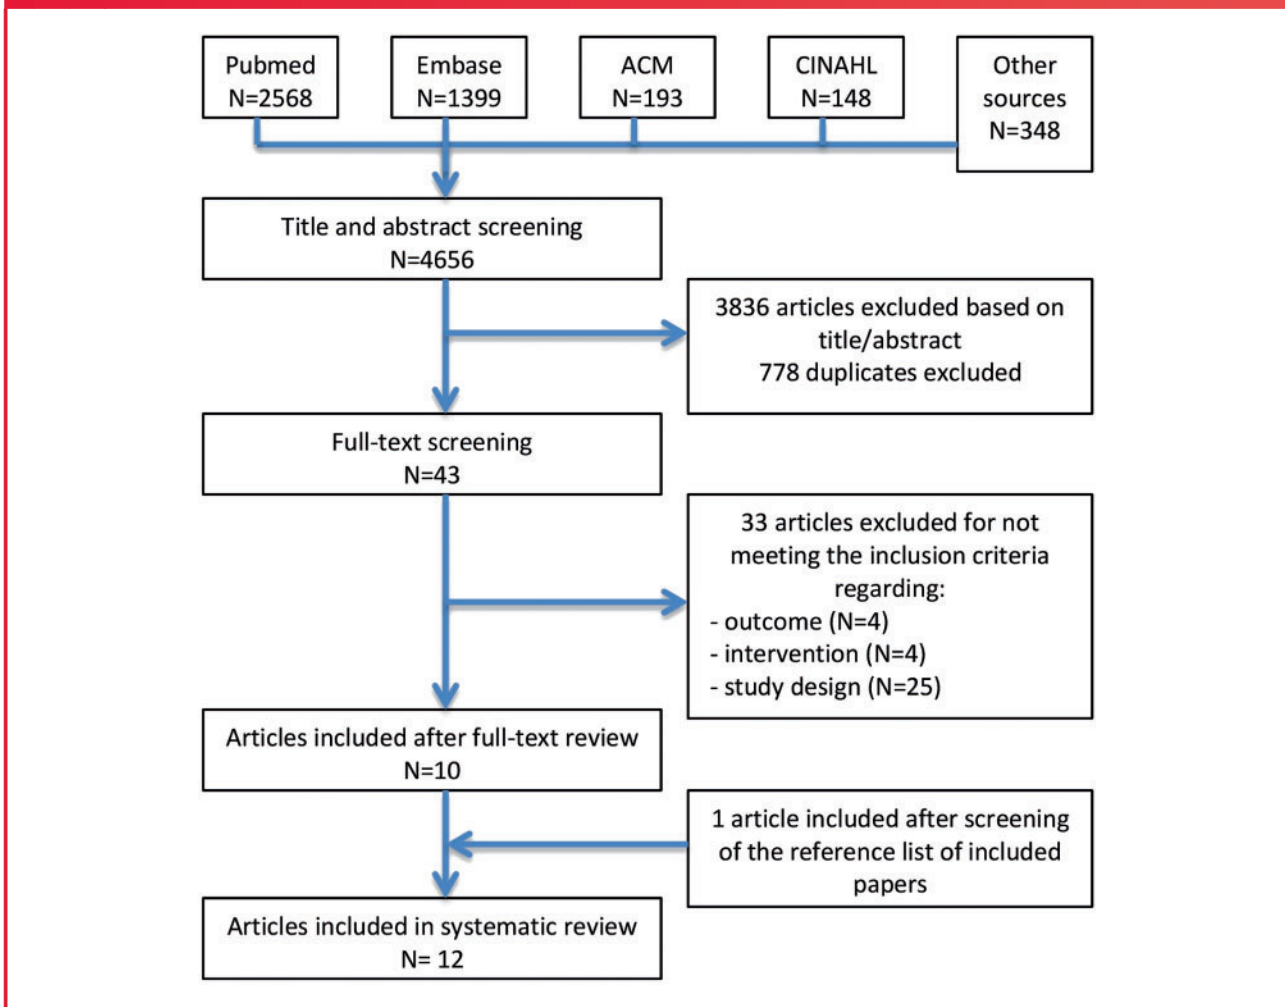 Pubmed
N=2568
Embase
N=1399
ACM
N=193
CINAHL
N=148
Other
sources
N=348
Title and abstract screening
N=4656
3836 articles excluded based on
title/abstract
778 duplicates excluded
Full-text screening
N=43
33 articles excluded for not
meeting the inclusion criteria
regarding:
- outcome (N=4)
- intervention (N=4)
- study design (N=25)
Articles included after full-text review
N=10
1 article included after screening
of the reference list of included
papers
Articles included in systematic review
N= 12